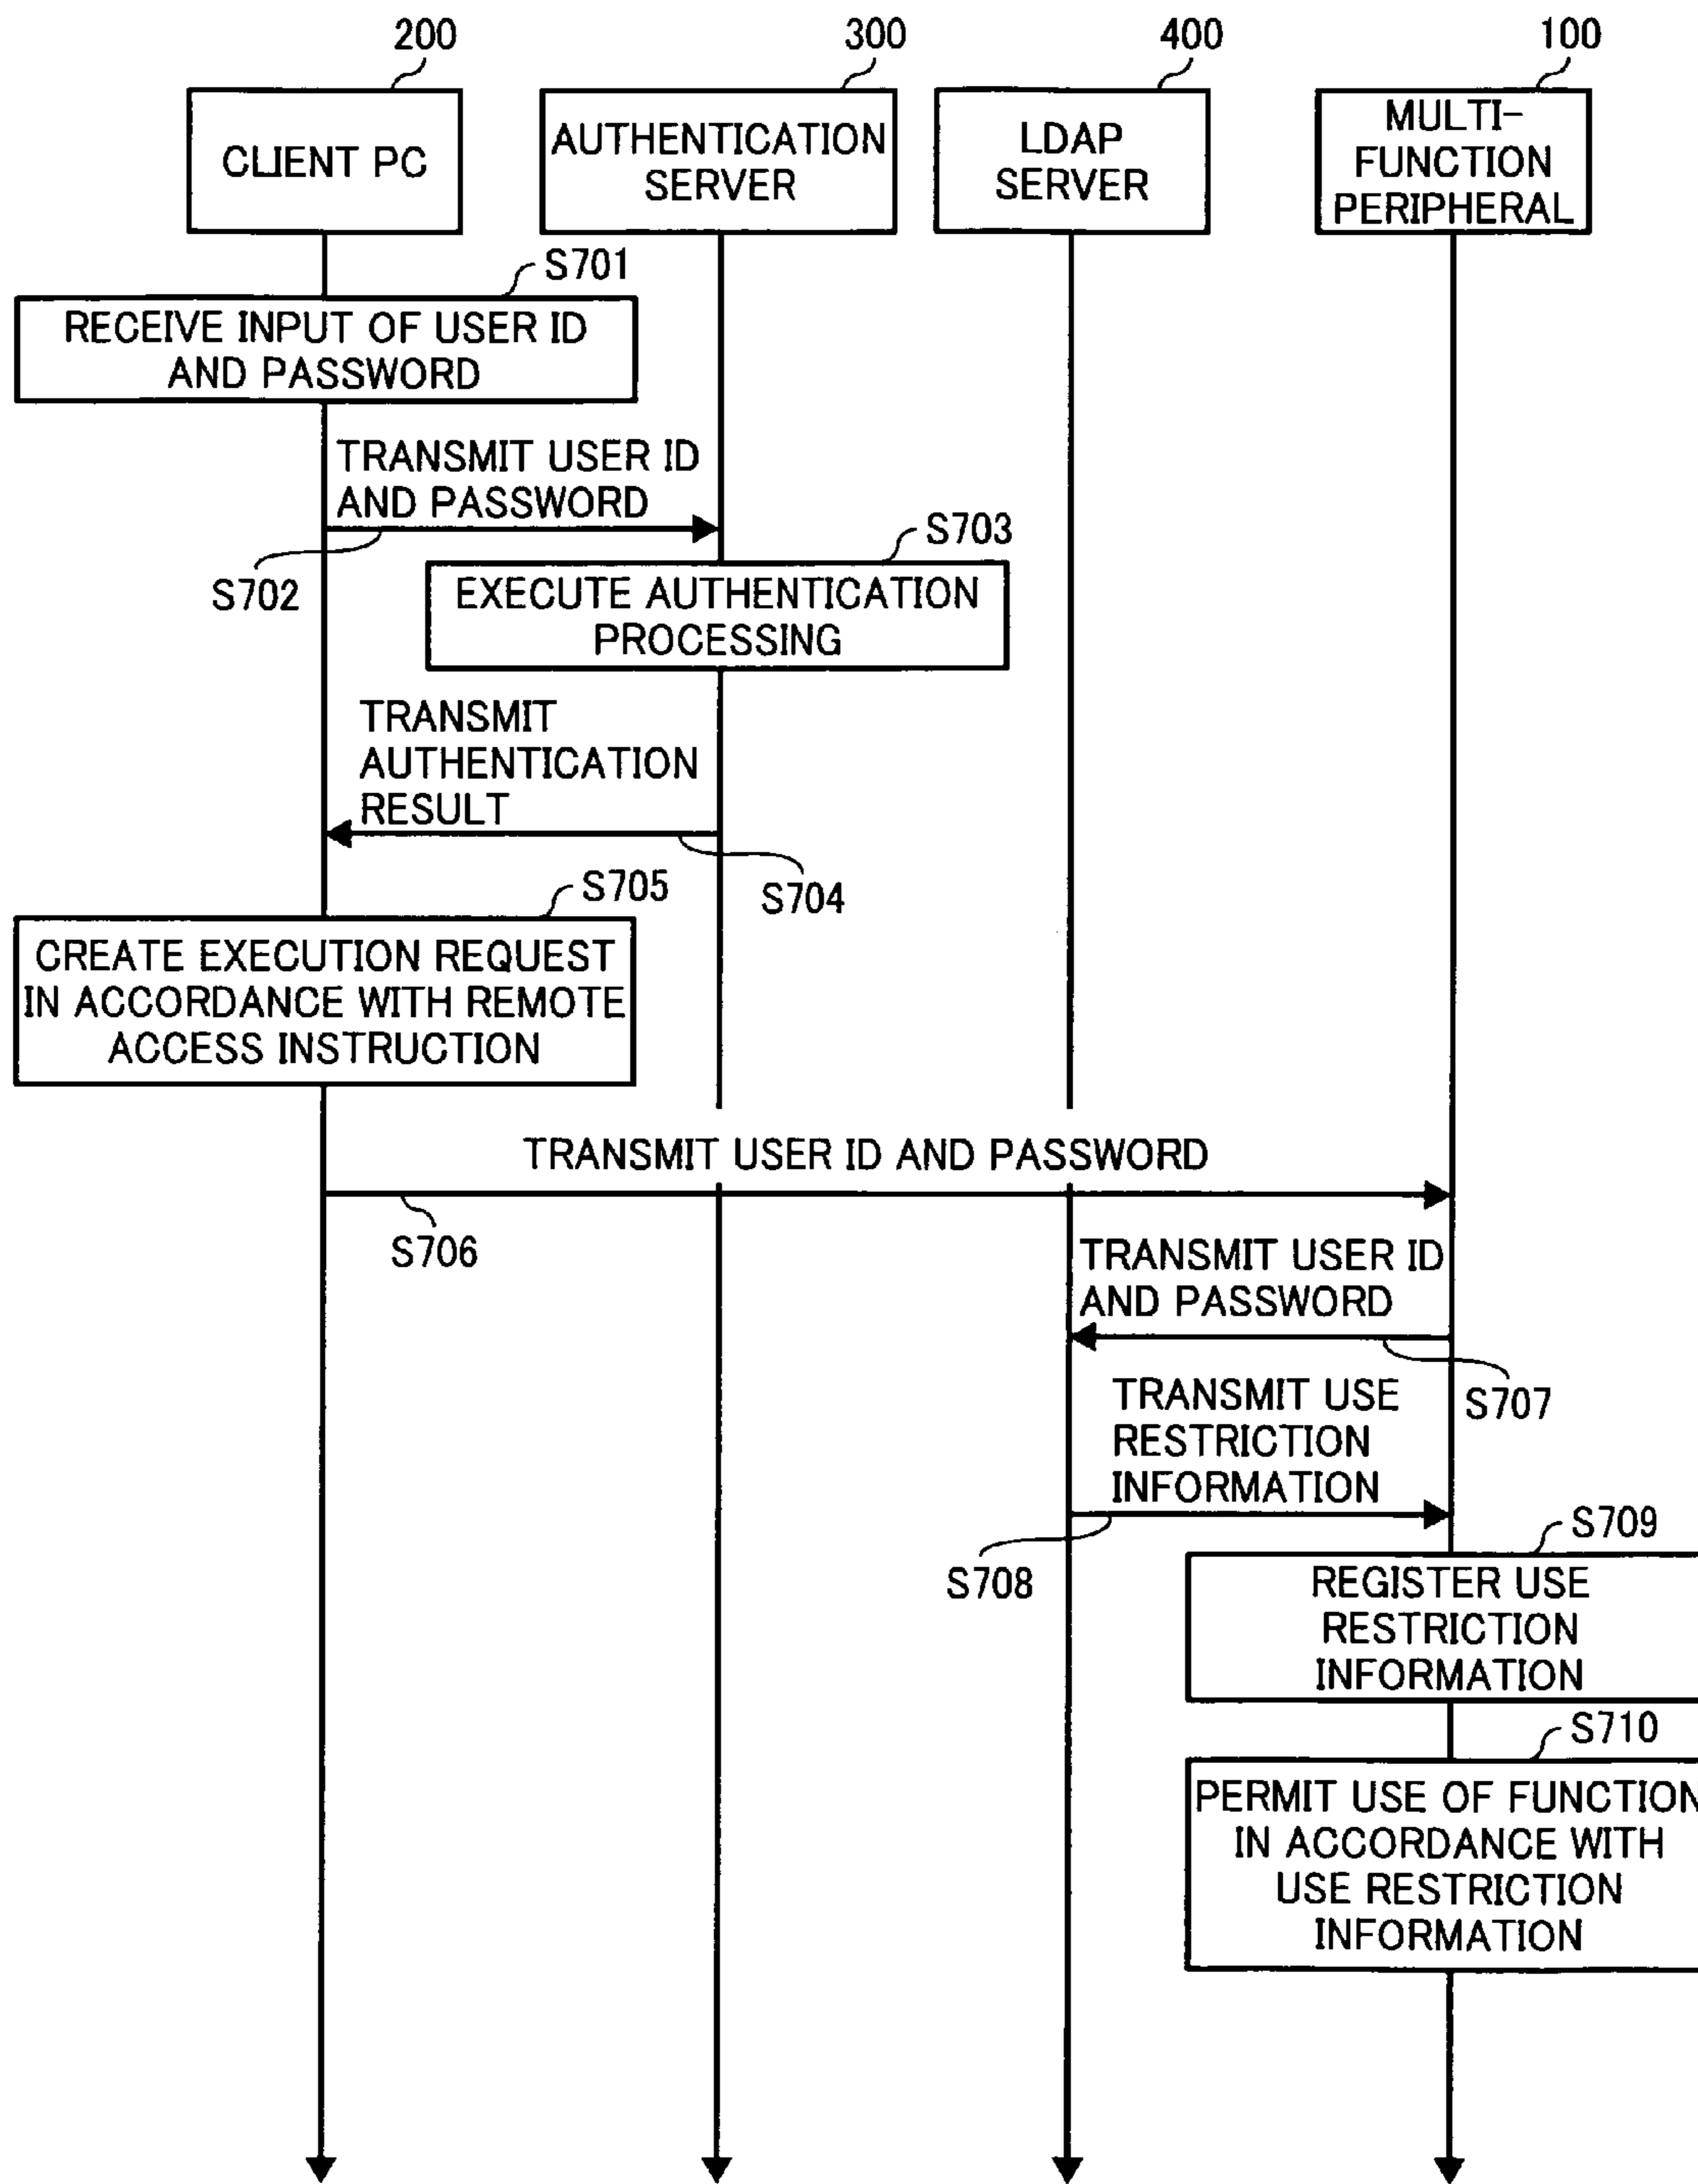 200
300
400
100
CLIENT PC
AUTHENTICATION
SERVER
LDAP
SERVER
MULTI-
FUNCTION
PERIPHERAL
S701
RECEIVE INPUT OF USER ID
AND PASSWORD
TRANSMIT USER ID
AND PASSWORD
S702
S703
EXECUTE AUTHENTICATION
PROCESSING
TRANSMIT
AUTHENTICATION
RESULT
S704
S705
CREATE EXECUTION REQUEST
IN ACCORDANCE WITH REMOTE
ACCESS INSTRUCTION
TRANSMIT USER ID AND PASSWORD
S706
TRANSMIT USER ID
AND PASSWORD
S707
TRANSMIT USE
RESTRICTION
INFORMATION
S708
S709
REGISTER USE
RESTRICTION
INFORMATION
S710
PERMIT USE OF FUNCTION
IN ACCORDANCE WITH
USE RESTRICTION
INFORMATION